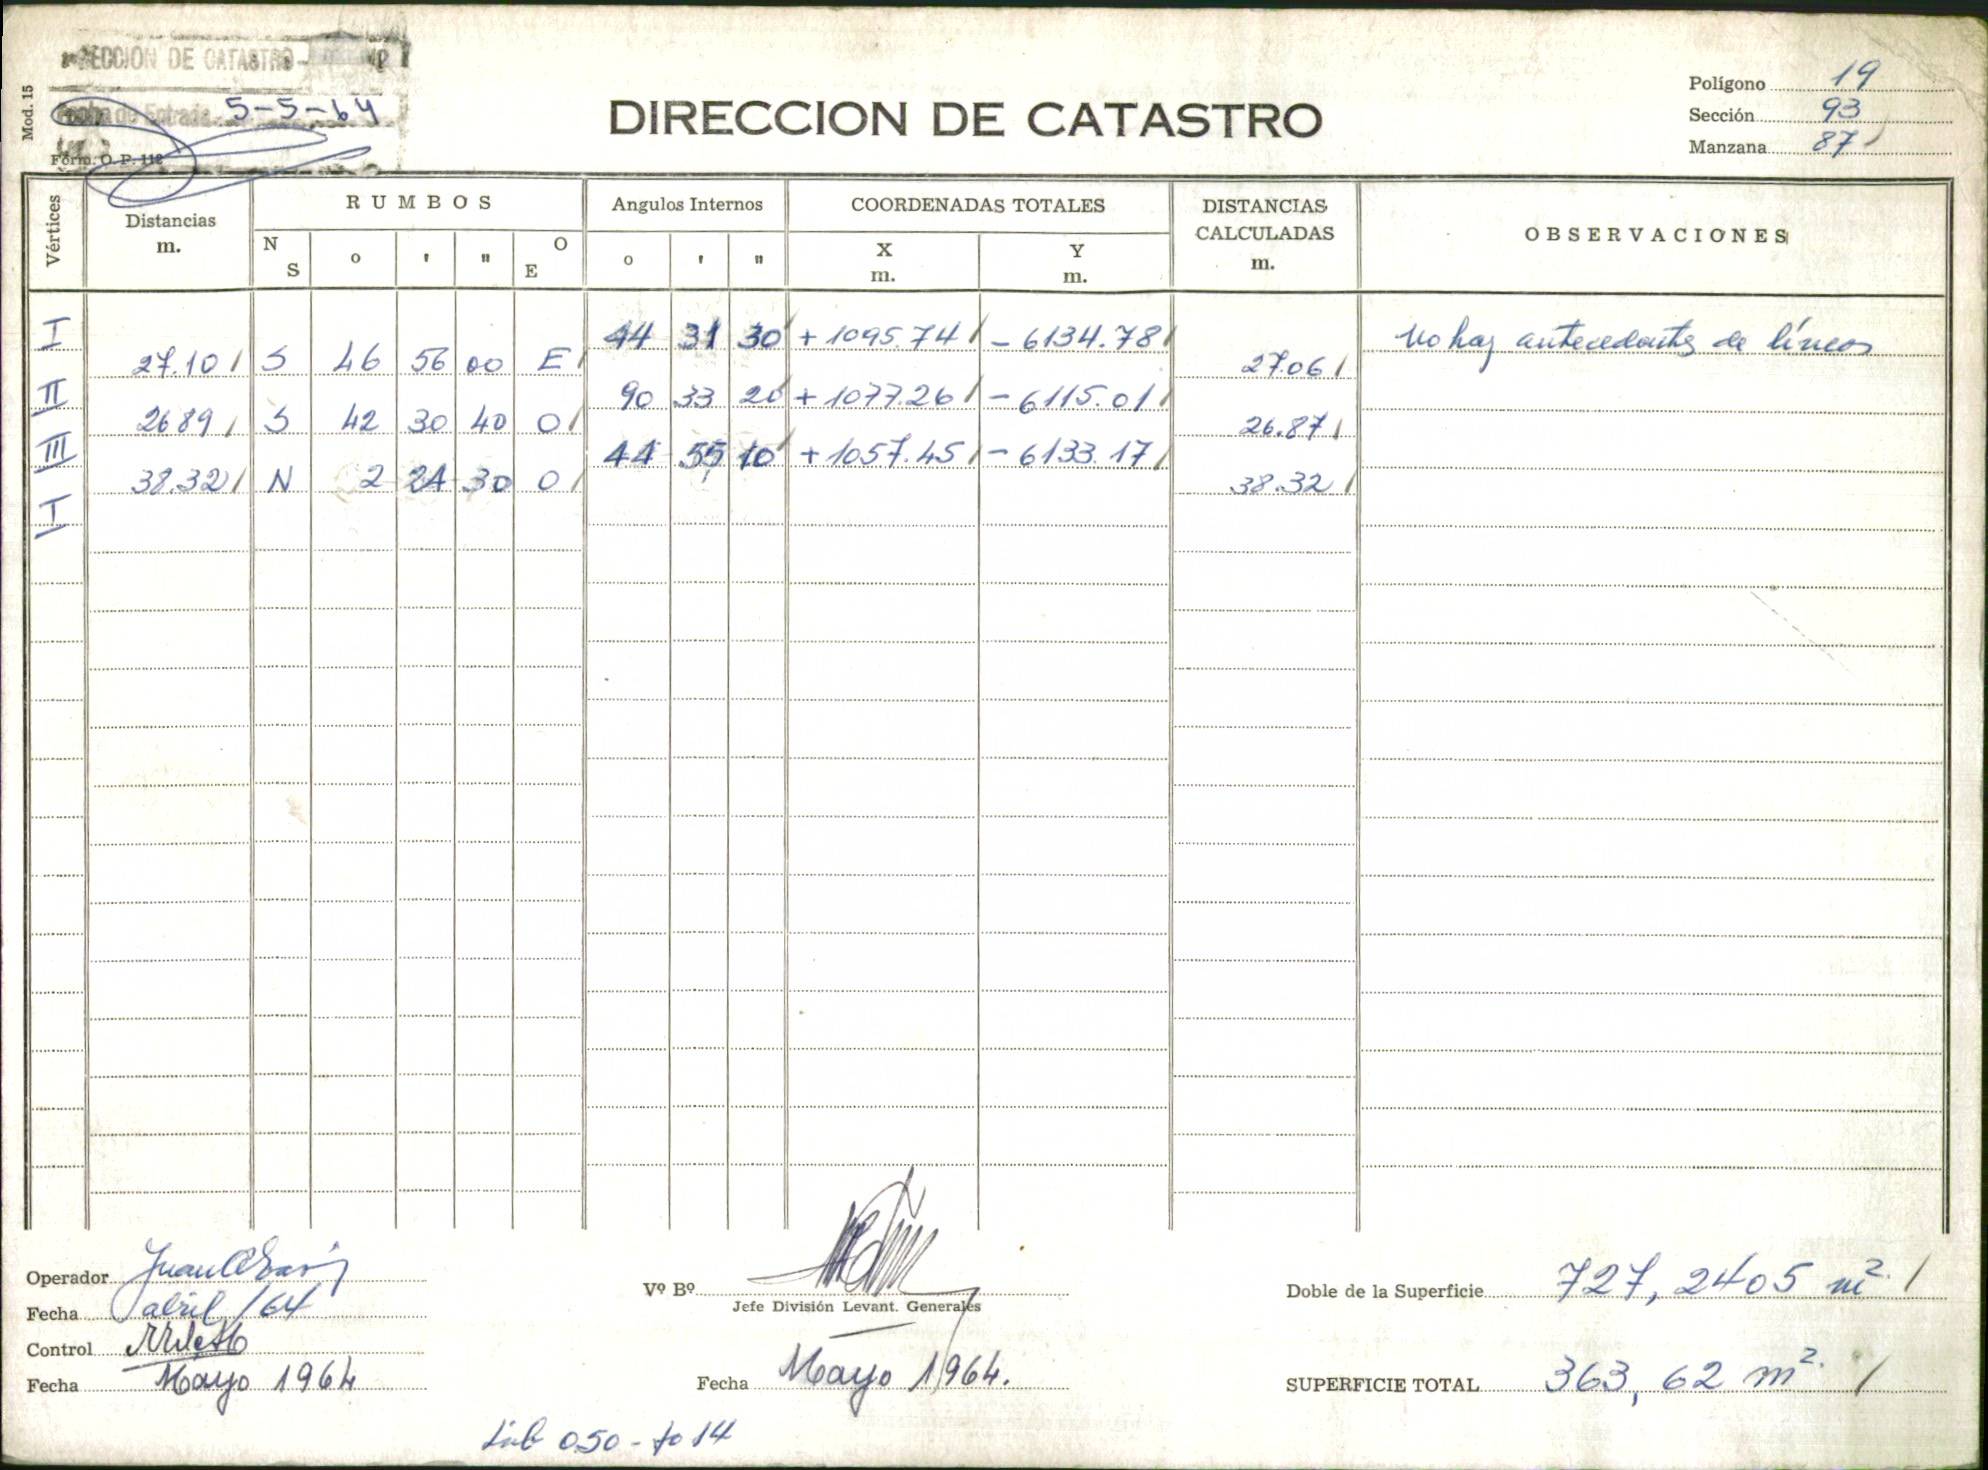 SECCION DE CATASTRO-
Fecha de Entrada 5-5-64
Mod. 15
Form. O. P. 112
DIRECCION DE CATASTRO
Polígono 19
Sección 93
Manzana 87
Vértices
Distancias m.
RUMBOS
N S o ' " O E
Angulos Internos
o ' "
COORDENADAS TOTALES
X m. Y m.
DISTANCIAS CALCULADAS m.
OBSERVACIONES
I 44 31 30 + 1095.74 - 6134.78 No hay antecedentes de líneas
27.10 S 46 56 00 E 27.06
II 90 33 20 + 1077.26 - 6115.01
26.89 S 42 30 40 O 26.87
III 44 55 10 + 1057.45 - 6133.17
38.32 N 2 24 30 O 38.32
I
Operador Juan
Fecha abril/64
Control
Fecha Mayo 1964
Vº Bº
Jefe División Levant. Generales
Fecha Mayo 1964.
Doble de la Superficie 727,2405 m².
SUPERFICIE TOTAL 363,62 m².
Lib 050 - fo 14